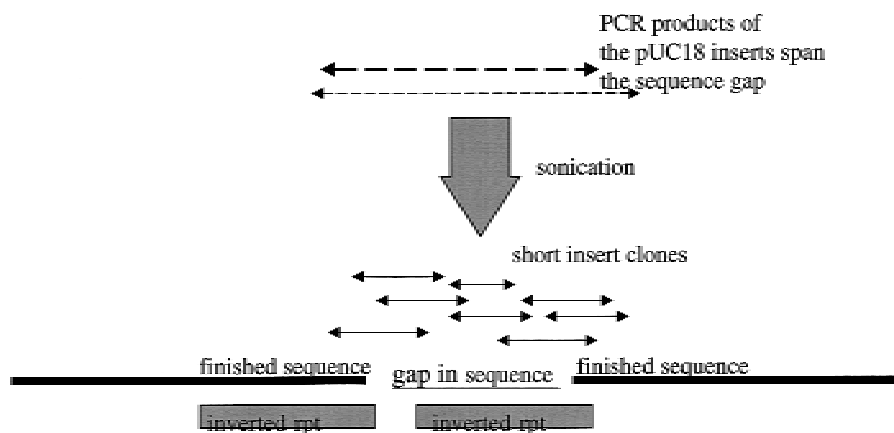 PCR products of
the pUC18 inserts span
the sequence gap
sonication
short insert clones
finished sequence
gap in sequence
finished sequence
inverted rpt
inverted rpt